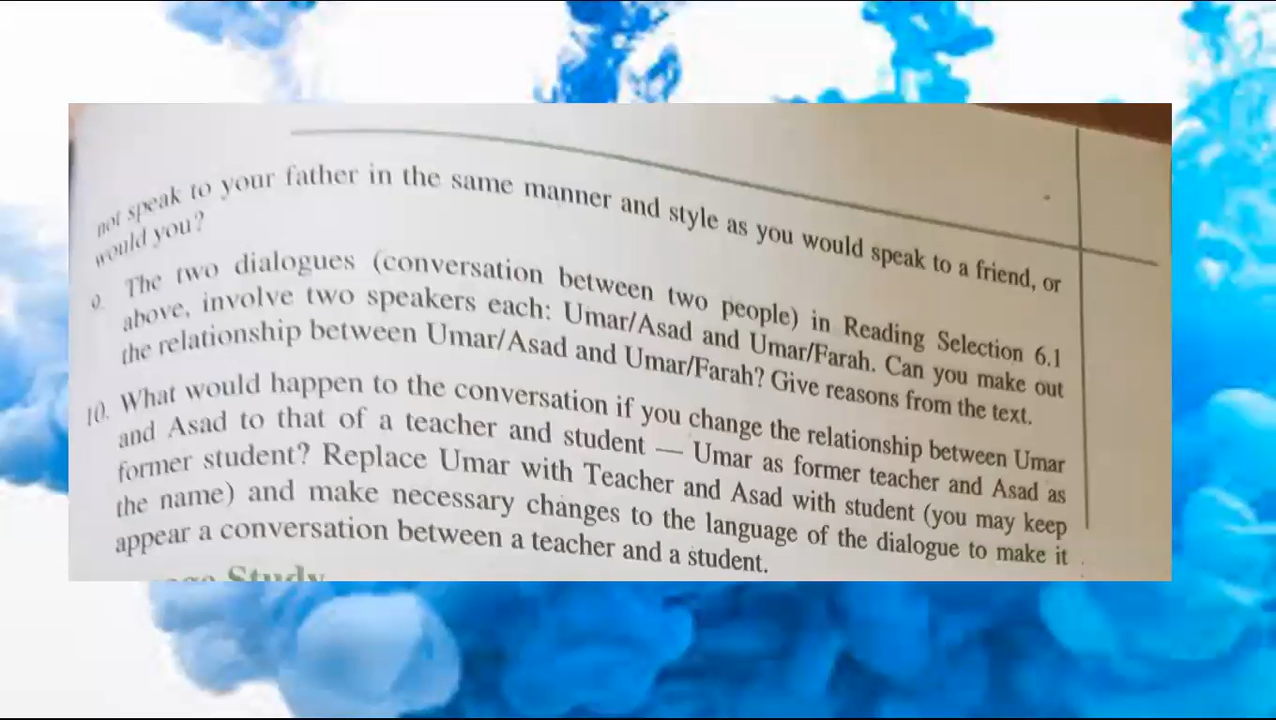 not speak to your father in the same manner and style as you would speak to a friend, or
would you?
9. The two dialogues (conversation between two people) in Reading Selection 6.1
above, involve two speakers each: Umar/Asad and Umar/Farah. Can you make out
the relationship between Umar/Asad and Umar/Farah? Give reasons from the text.
10. What would happen to the conversation if you change the relationship between Umar
and Asad to that of a teacher and student — Umar as former teacher and Asad as
former student? Replace Umar with Teacher and Asad with student (you may keep
the name) and make necessary changes to the language of the dialogue to make it
appear a conversation between a teacher and a student.
Study